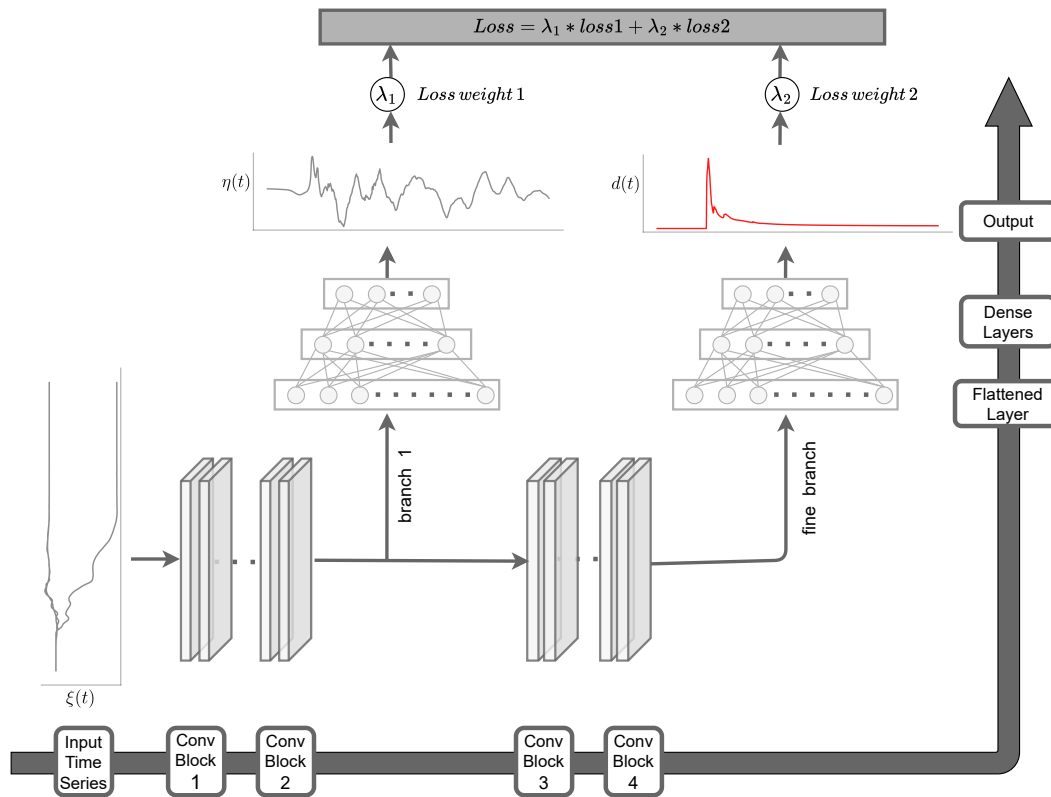 Loss = λ₁ * loss1 + λ₂ * loss2
λ₁ Loss weight 1
λ₂ Loss weight 2
η(t)
d(t)
Output
Dense
Layers
Flattened
Layer
branch 1
fine branch
ξ(t)
Input
Time
Series
Conv
Block
1
Conv
Block
2
Conv
Block
3
Conv
Block
4